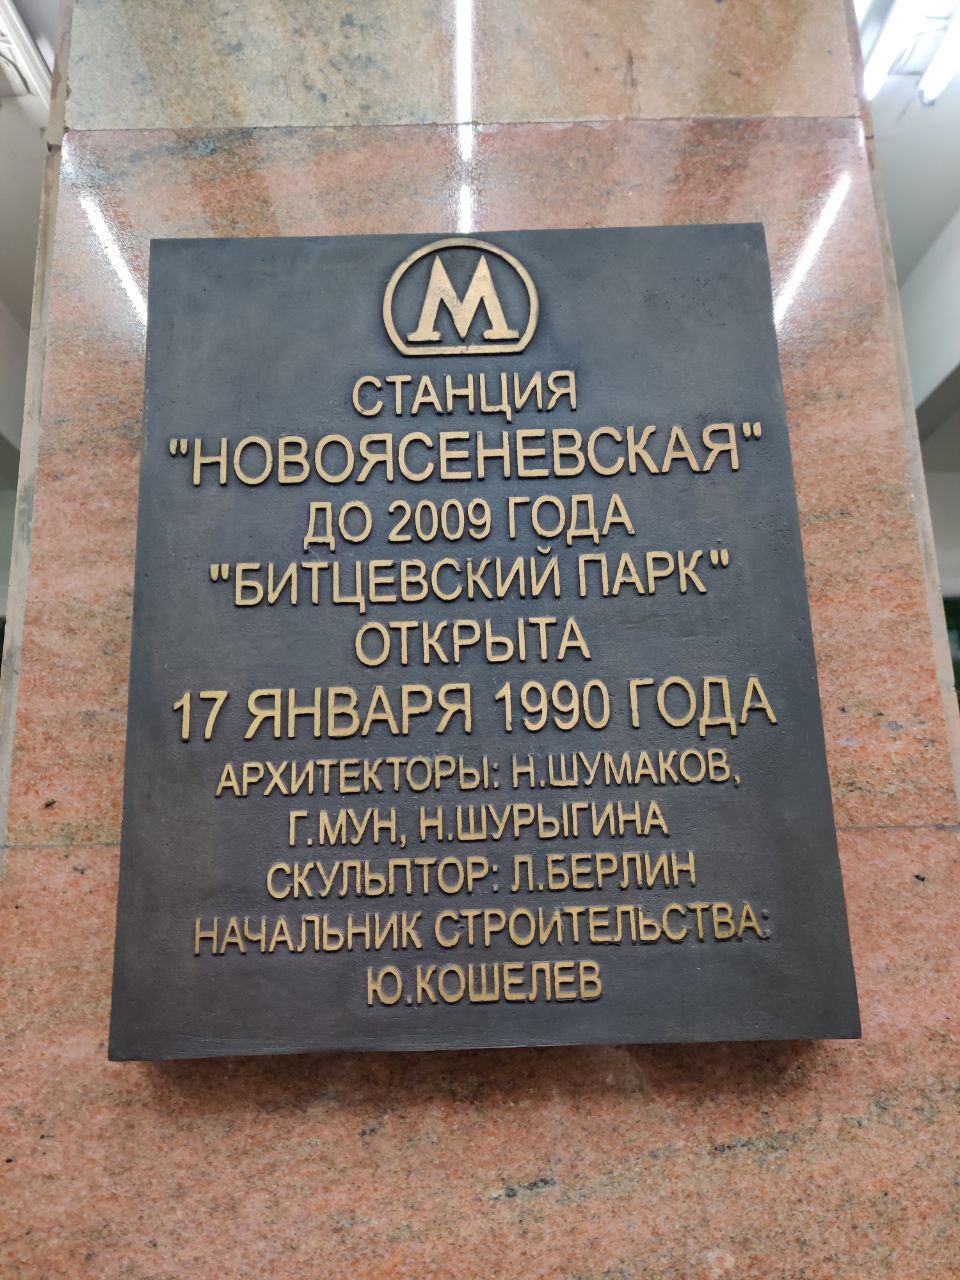 М
СТАНЦИЯ
"НОВОЯСЕНЕВСКАЯ"
ДО 2009 ГОДА
"БИТЦЕВСКИЙ ПАРК"
ОТКРЫТА
17 ЯНВАРЯ 1990 ГОДА
АРХИТЕКТОРЫ: Н.ШУМАКОВ,
Г.МУН, Н.ШУРЫГИНА
СКУЛЬПТОР: Л.БЕРЛИН
НАЧАЛЬНИК СТРОИТЕЛЬСТВА:
Ю.КОШЕЛЕВ